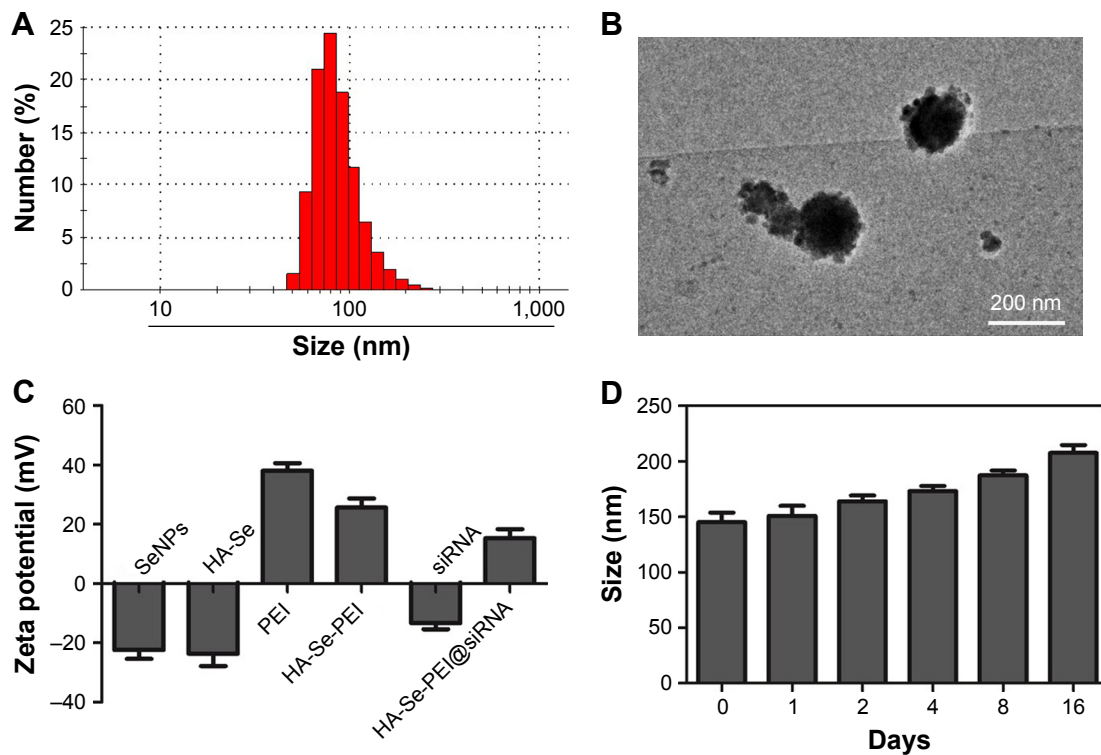 A
Number (%)
25
20
15
10
5
0
10
100
1,000
Size (nm)
B
200 nm
C
Zeta potential (mV)
60
40
20
0
–20
–40
SeNPs
HA-Se
PEI
HA-Se-PEI
siRNA
HA-Se-PEI@siRNA
D
Size (nm)
250
200
150
100
50
0
0
1
2
4
8
16
Days